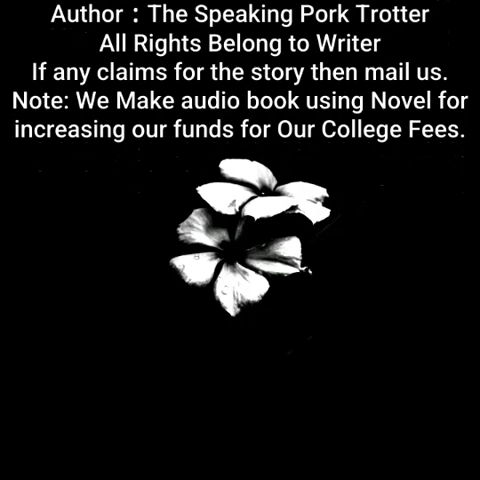 Author : The Speaking Pork Trotter
All Rights Belong to Writer
If any claims for the story then mail us.
Note: We Make audio book using Novel for
increasing our funds for Our College Fees.